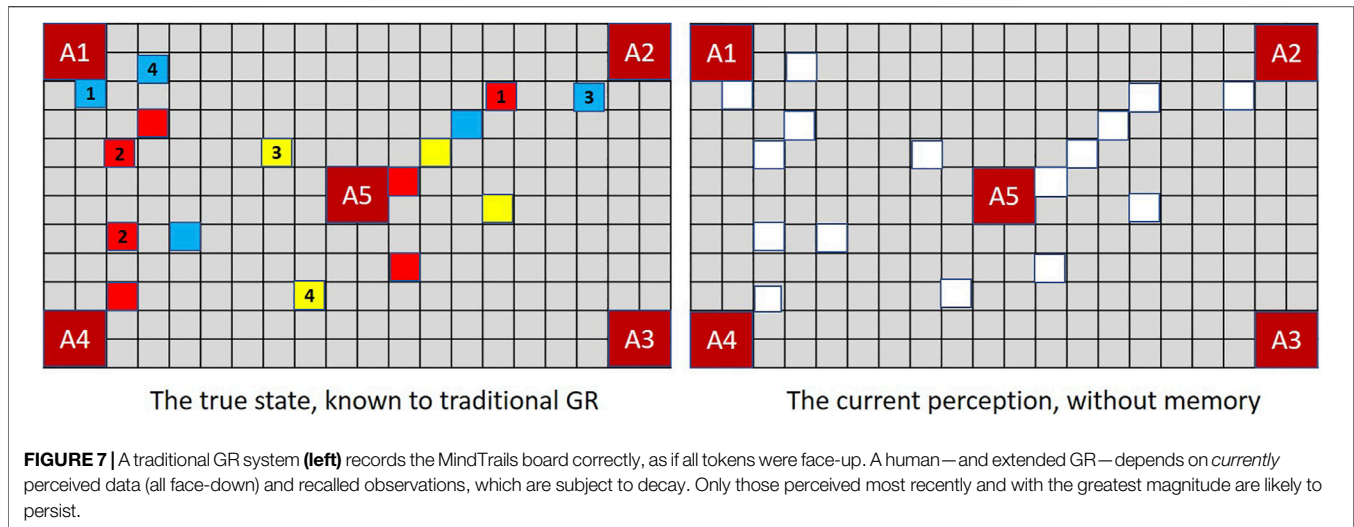 A1
A2
4
1
1
3
2
3
A5
2
4
A4
A3
A1
A2
A5
A4
A3
The true state, known to traditional GR
The current perception, without memory
FIGURE 7 | A traditional GR system (left) records the MindTrails board correctly, as if all tokens were face-up. A human—and extended GR—depends on currently
perceived data (all face-down) and recalled observations, which are subject to decay. Only those perceived most recently and with the greatest magnitude are likely to
persist.